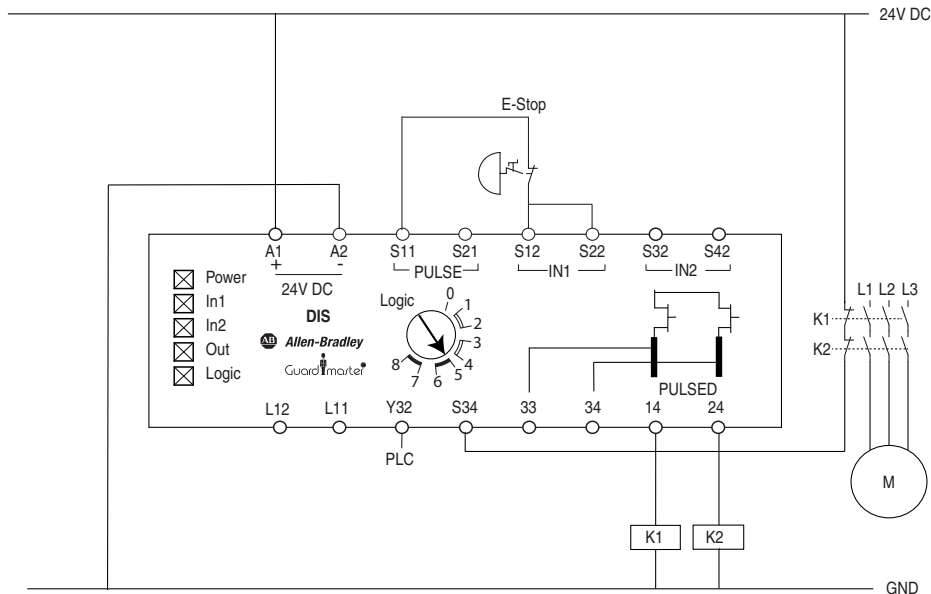 24V DC
E-Stop
A1 A2 S11 S21 S12 S22 S32 S42
+ - PULSE IN1 IN2
24V DC
Power
In1
In2
Out
Logic
DIS
AB Allen-Bradley
Guardmaster
Logic
0
1
2
3
4
5
6
7
8
PULSED
L12 L11 Y32 S34 33 34 14 24
PLC
L1 L2 L3
K1
K2
M
K1 K2
GND